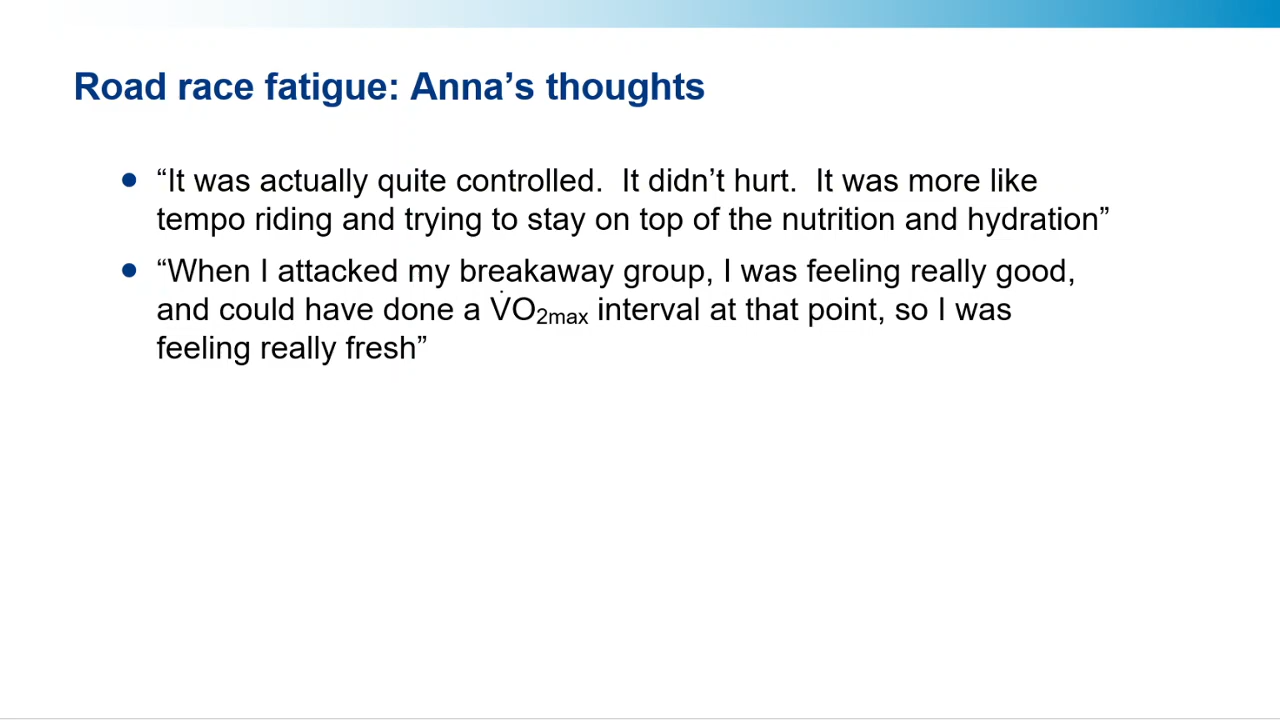 Road race fatigue: Anna’s thoughts
● “It was actually quite controlled.  It didn’t hurt.  It was more like
tempo riding and trying to stay on top of the nutrition and hydration”
● “When I attacked my breakaway group, I was feeling really good,
and could have done a V̇O₂max interval at that point, so I was
feeling really fresh”